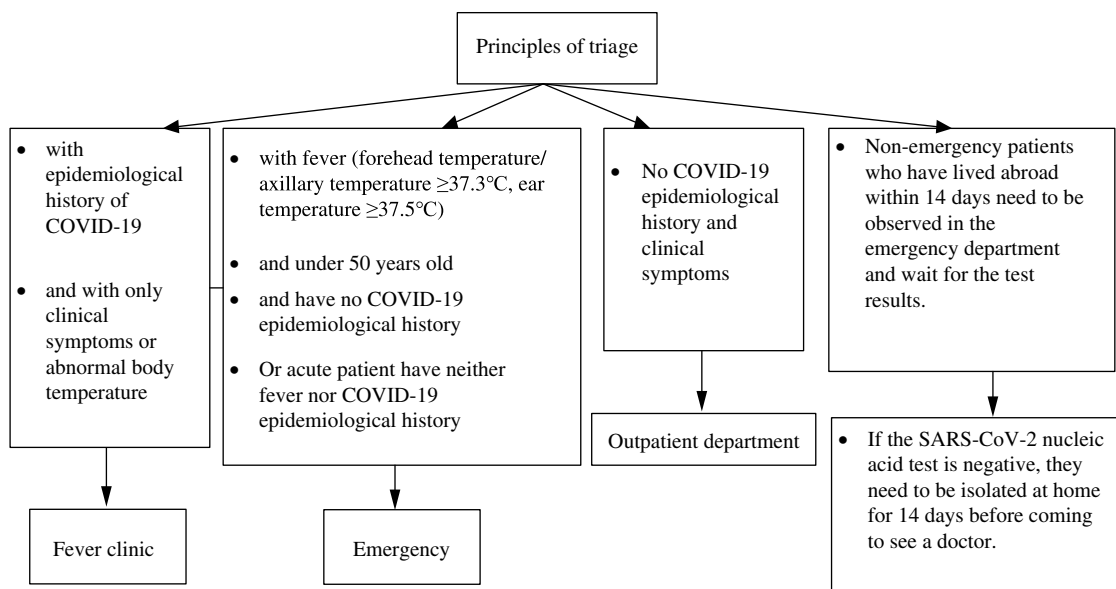 Principles of triage
• with
epidemiological
history of
COVID-19
• and with only
clinical
symptoms or
abnormal body
temperature
Fever clinic
• with fever (forehead temperature/
axillary temperature ≥37.3°C, ear
temperature ≥37.5°C)
• and under 50 years old
• and have no COVID-19
epidemiological history
• Or acute patient have neither
fever nor COVID-19
epidemiological history
Emergency
• No COVID-19
epidemiological
history and
clinical
symptoms
Outpatient department
• Non-emergency patients
who have lived abroad
within 14 days need to be
observed in the
emergency department
and wait for the test
results.
• If the SARS-CoV-2 nucleic
acid test is negative, they
need to be isolated at home
for 14 days before coming
to see a doctor.